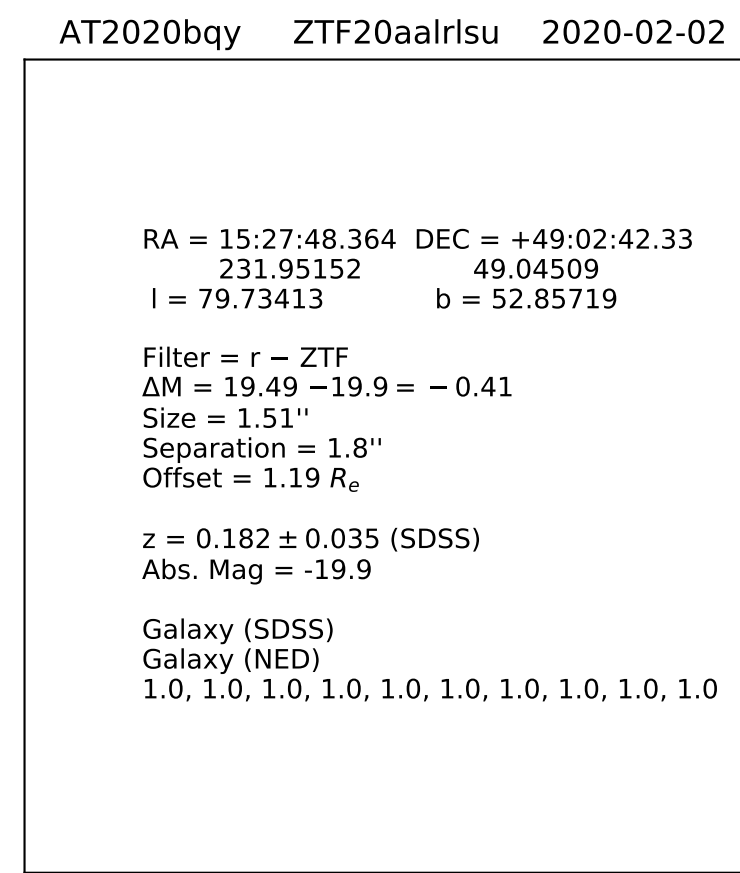 AT2020bqy ZTF20aalrlsu 2020-02-02
RA = 15:27:48.364 DEC = +49:02:42.33
231.95152 49.04509
l = 79.73413 b = 52.85719
Filter = r − ZTF
ΔM = 19.49 −19.9 = − 0.41
Size = 1.51''
Separation = 1.8''
Offset = 1.19 Re
z = 0.182 ± 0.035 (SDSS)
Abs. Mag = -19.9
Galaxy (SDSS)
Galaxy (NED)
1.0, 1.0, 1.0, 1.0, 1.0, 1.0, 1.0, 1.0, 1.0, 1.0